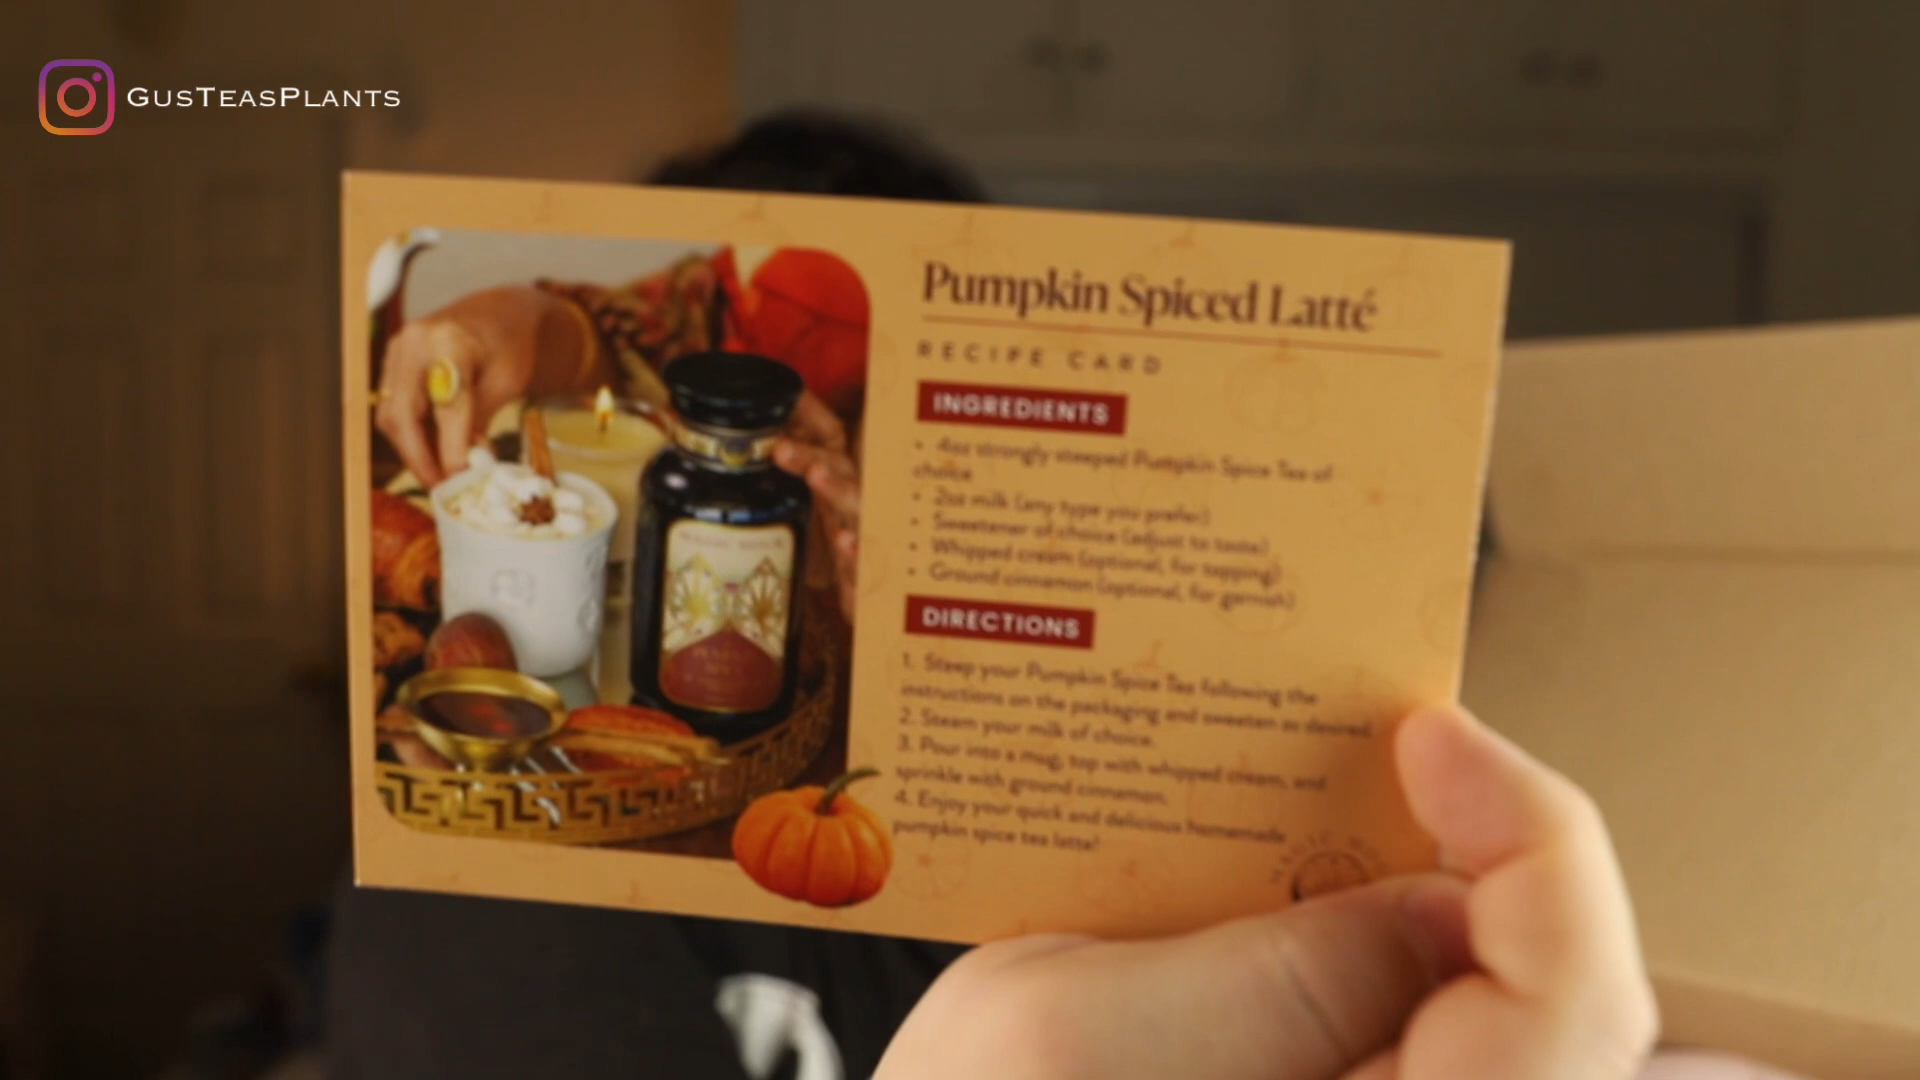 GusTeasPlants
Pumpkin Spiced Latté
RECIPE CARD
INGREDIENTS
• 4oz strongly steeped Pumpkin Spice Tea of
choice
• 2oz milk (any type you prefer)
• Sweetener of choice (adjust to taste)
• Whipped cream (optional, for topping)
• Ground cinnamon (optional, for garnish)
DIRECTIONS
1. Steep your Pumpkin Spice Tea following the
instructions on the packaging and sweeten as desired.
2. Steam your milk of choice.
3. Pour into a mug, top with whipped cream, and
sprinkle with ground cinnamon.
4. Enjoy your quick and delicious homemade
pumpkin spice tea latte!